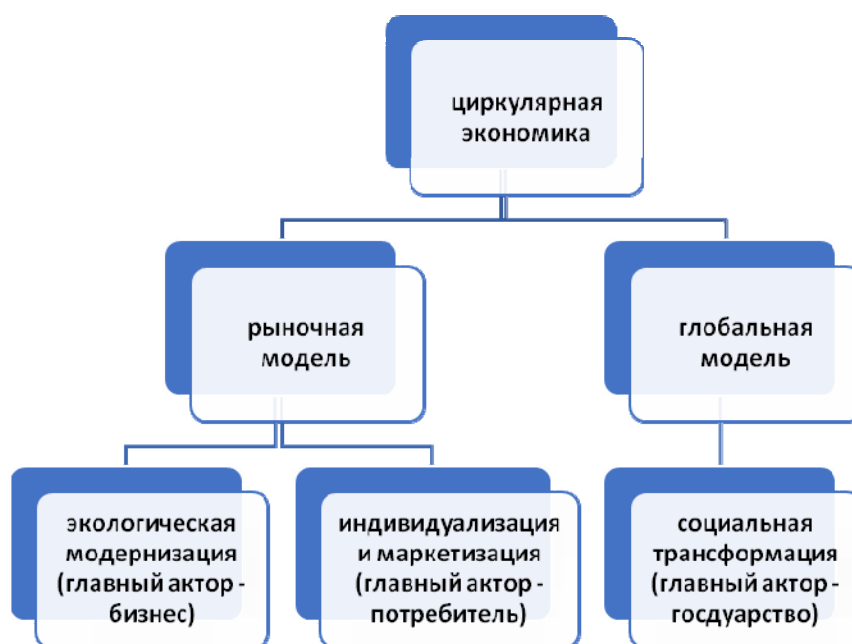 циркулярная
экономика
рыночная
модель
глобальная
модель
экологическая
модернизация
(главный актор -
бизнес)
индивидуализация
и маркетизация
(главный актор -
потребитель)
социальная
трансформация
(главный актор -
госдуарство)